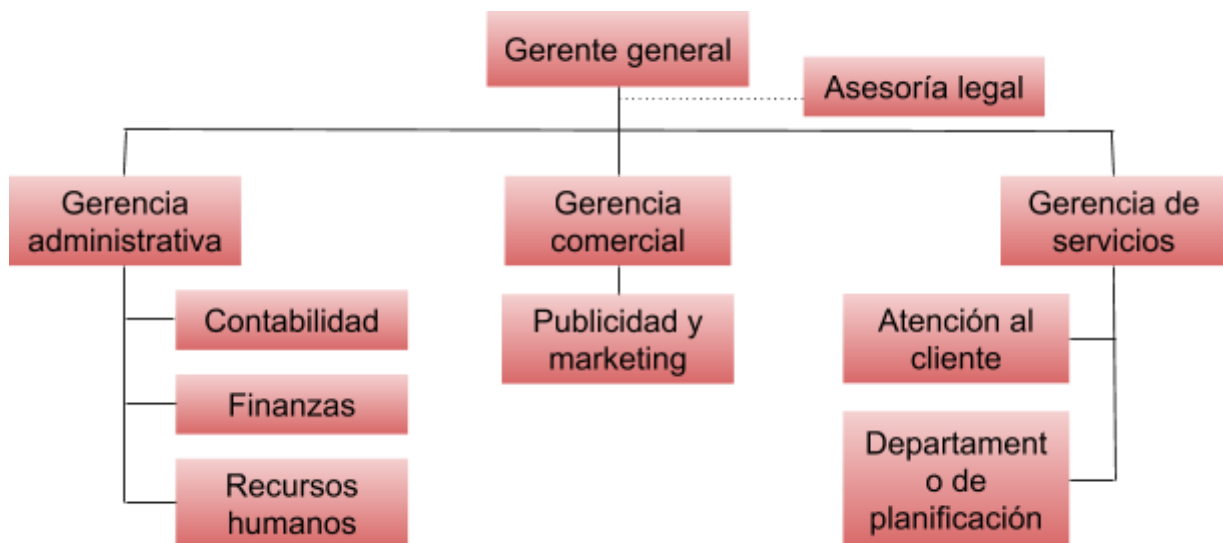 Gerente general
Asesoría legal
Gerencia
administrativa
Gerencia
comercial
Gerencia de
servicios
Contabilidad
Finanzas
Recursos
humanos
Publicidad y
marketing
Atención al
cliente
Departament
o de
planificación